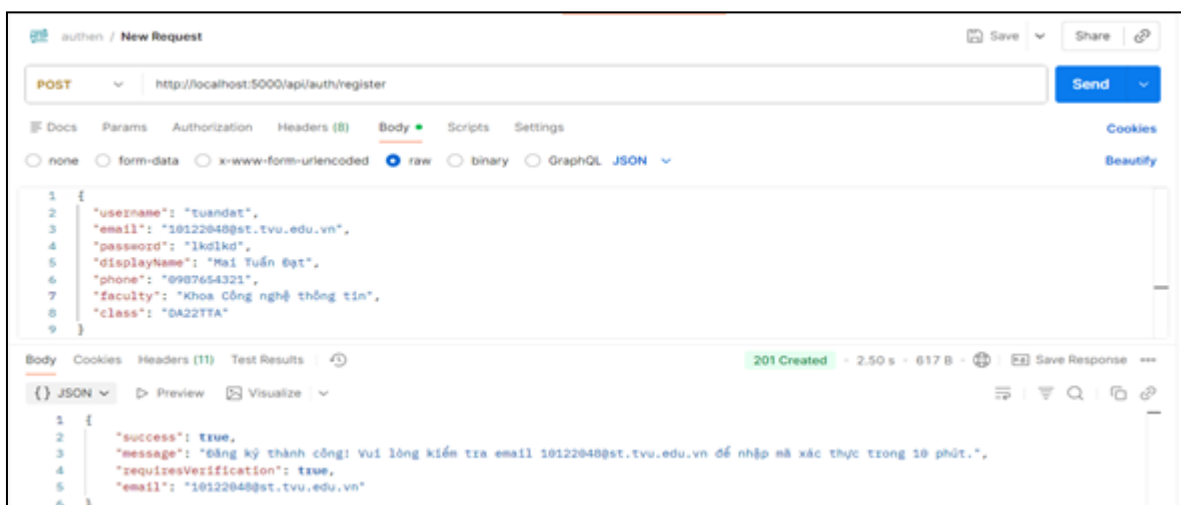 authen / New Request
Save
Share
POST
http://localhost:5000/api/auth/register
Send
Docs Params Authorization Headers (8) Body Scripts Settings
Cookies
none form-data x-www-form-urlencoded raw binary GraphQL JSON
Beautify
1 {
2 "username": "tuandat",
3 "email": "10122048@st.tvu.edu.vn",
4 "password": "lkdlkd",
5 "displayName": "Mai Tuấn Đạt",
6 "phone": "0987654321",
7 "faculty": "Khoa Công nghệ thông tin",
8 "class": "DA22TTA"
9 }
Body Cookies Headers (11) Test Results
201 Created 2.50 s 617 B
Save Response
{} JSON Preview Visualize
1 {
2 "success": true,
3 "message": "Đăng ký thành công! Vui lòng kiểm tra email 10122048@st.tvu.edu.vn để nhập mã xác thực trong 10 phút.",
4 "requiresVerification": true,
5 "email": "10122048@st.tvu.edu.vn"
6 }